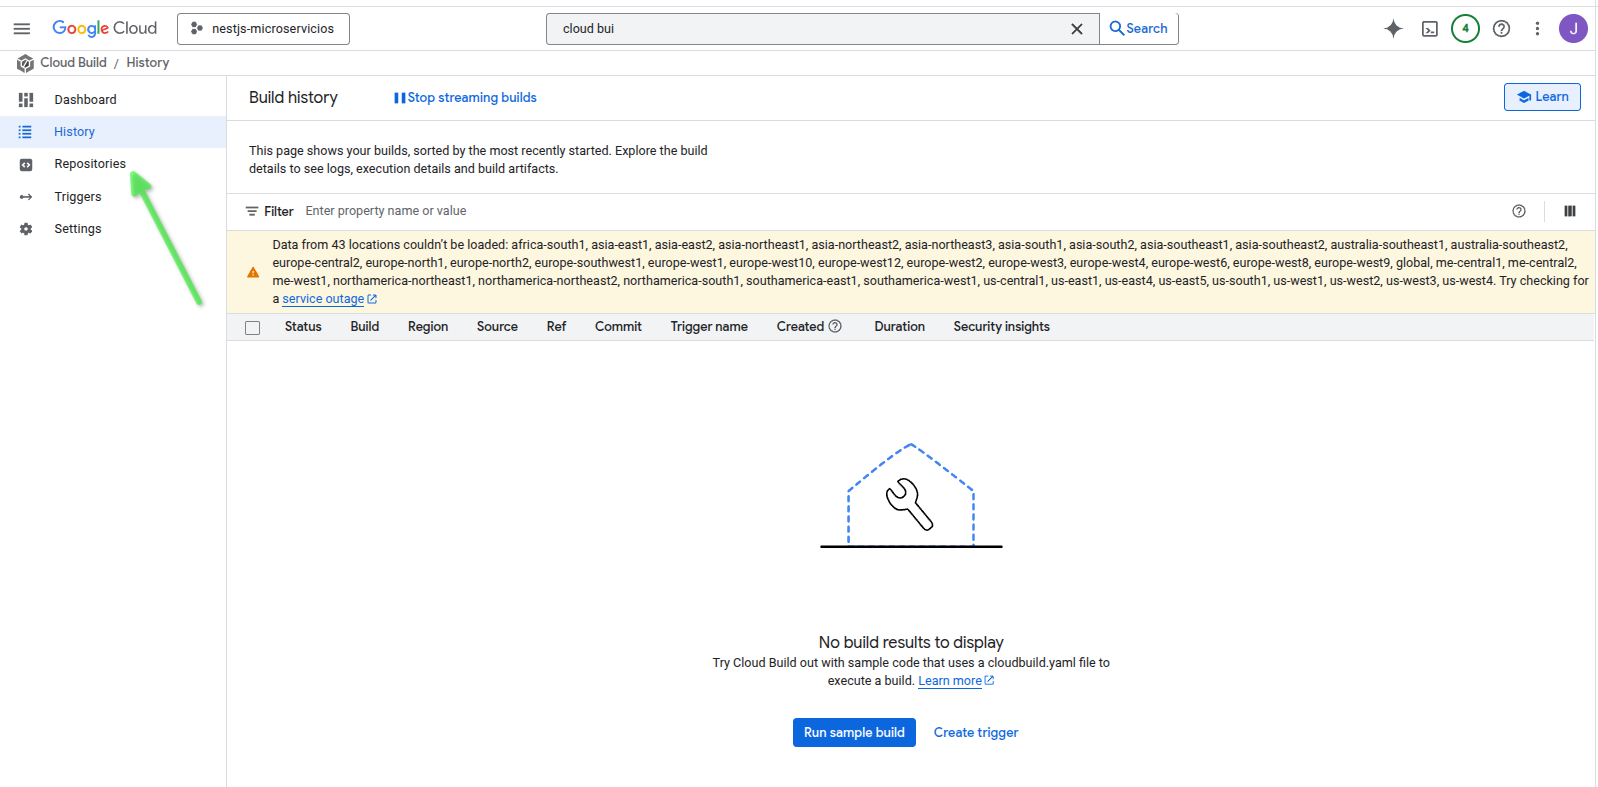 Google Cloud
nestjs-microservicios
cloud bui
Search
4
J
Cloud Build / History
Dashboard
History
Repositories
Triggers
Settings
Build history
Stop streaming builds
Learn
This page shows your builds, sorted by the most recently started. Explore the build
details to see logs, execution details and build artifacts.
Filter Enter property name or value
Data from 43 locations couldn't be loaded: africa-south1, asia-east1, asia-east2, asia-northeast1, asia-northeast2, asia-northeast3, asia-south1, asia-south2, asia-southeast1, asia-southeast2, australia-southeast1, australia-southeast2,
europe-central2, europe-north1, europe-north2, europe-southwest1, europe-west1, europe-west10, europe-west12, europe-west2, europe-west3, europe-west4, europe-west6, europe-west8, europe-west9, global, me-central1, me-central2,
me-west1, northamerica-northeast1, northamerica-northeast2, northamerica-south1, southamerica-east1, southamerica-west1, us-central1, us-east1, us-east4, us-east5, us-south1, us-west1, us-west2, us-west3, us-west4. Try checking for
a service outage
Status Build Region Source Ref Commit Trigger name Created Duration Security insights
No build results to display
Try Cloud Build out with sample code that uses a cloudbuild.yaml file to
execute a build. Learn more
Run sample build
Create trigger